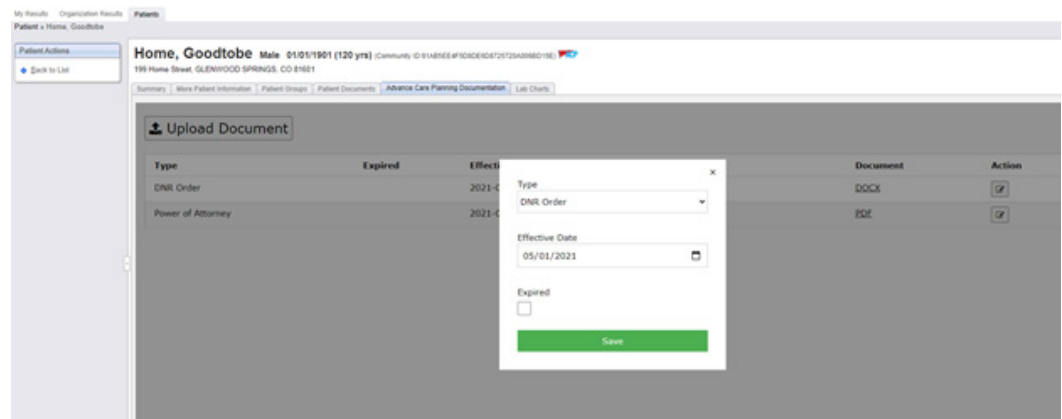 My Results Organization Results Patients
Patient » Home, Goodtobe
Patient Actions
Back to List
Home, Goodtobe Male 01/01/1901 (120 yrs) (Community ID
199 Home Street, GLENWOOD SPRINGS, CO 81601
Summary More Patient Information Patient Groups Patient Documents Advance Care Planning Documentation Lab Charts
Upload Document
Type Expired Effecti Document Action
DNR Order 2021-0 DOCX
Power of Attorney 2021-0 PDF
×
Type
DNR Order
Effective Date
05/01/2021
Expired
Save